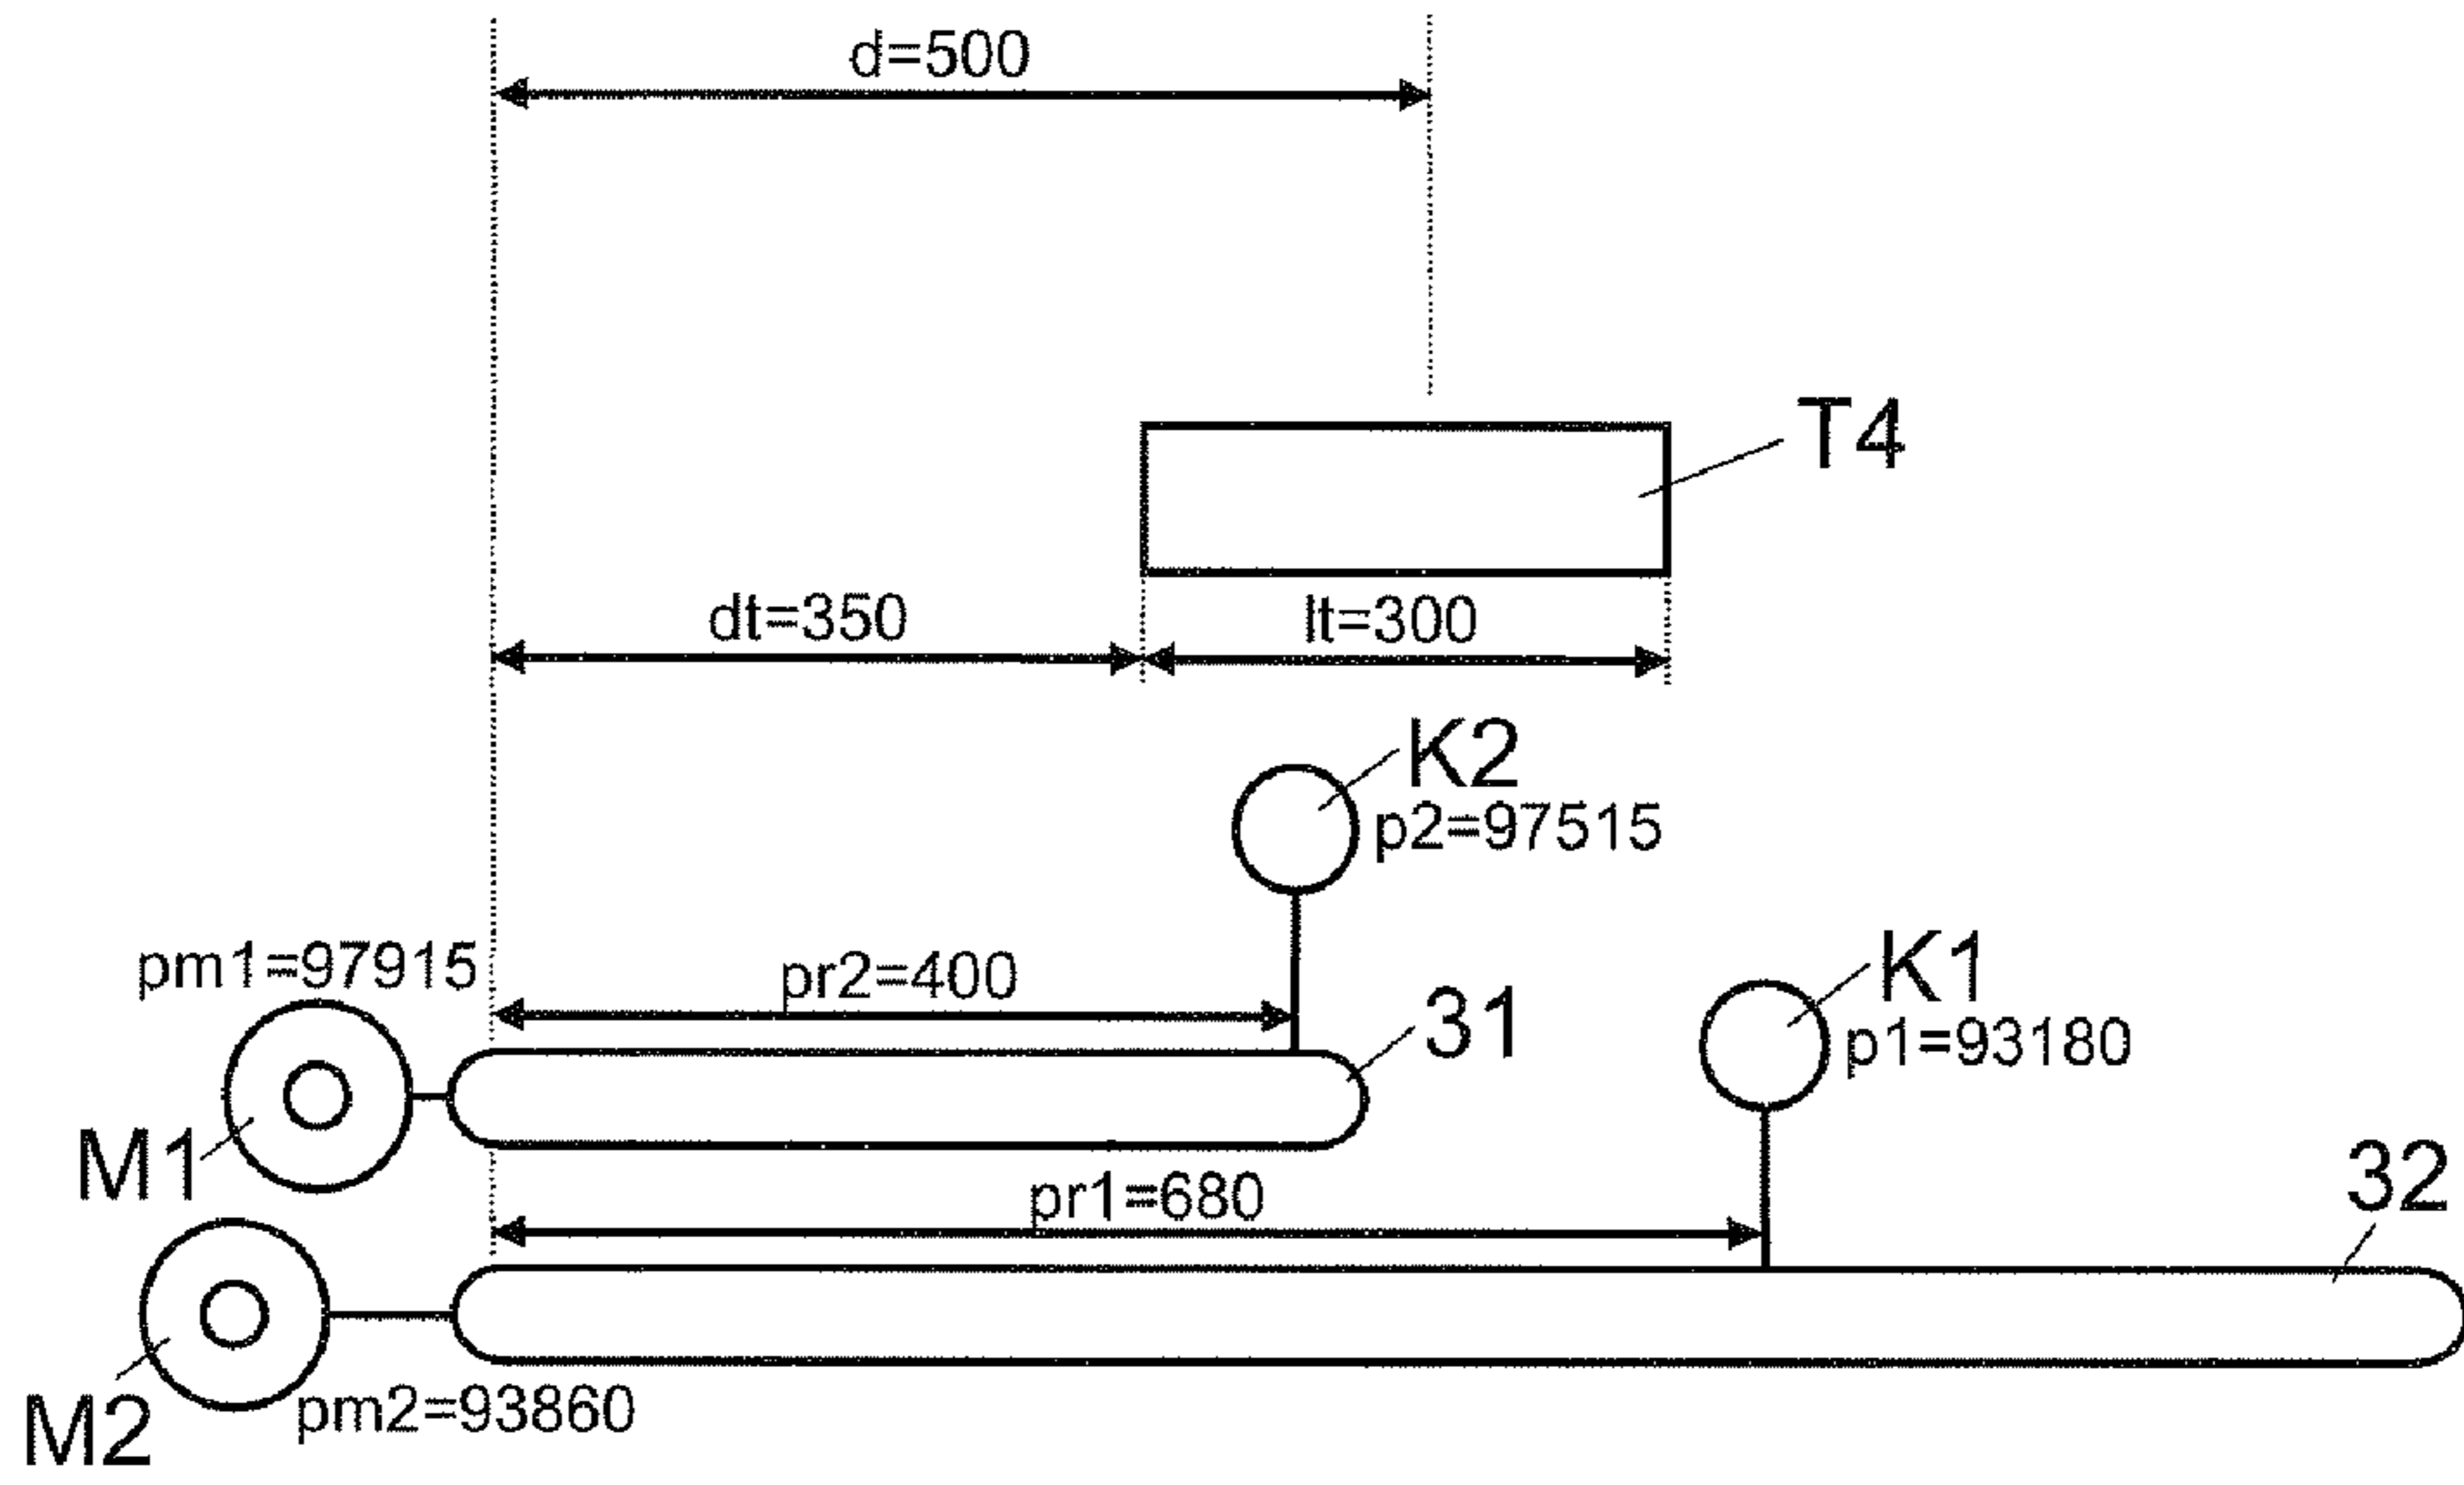 d=500
T4
dt=350
lt=300
K2
p2=97515
K1
pm1=97915
pr2=400
31
p1=93180
M1
pr1=680
32
M2
pm2=93860